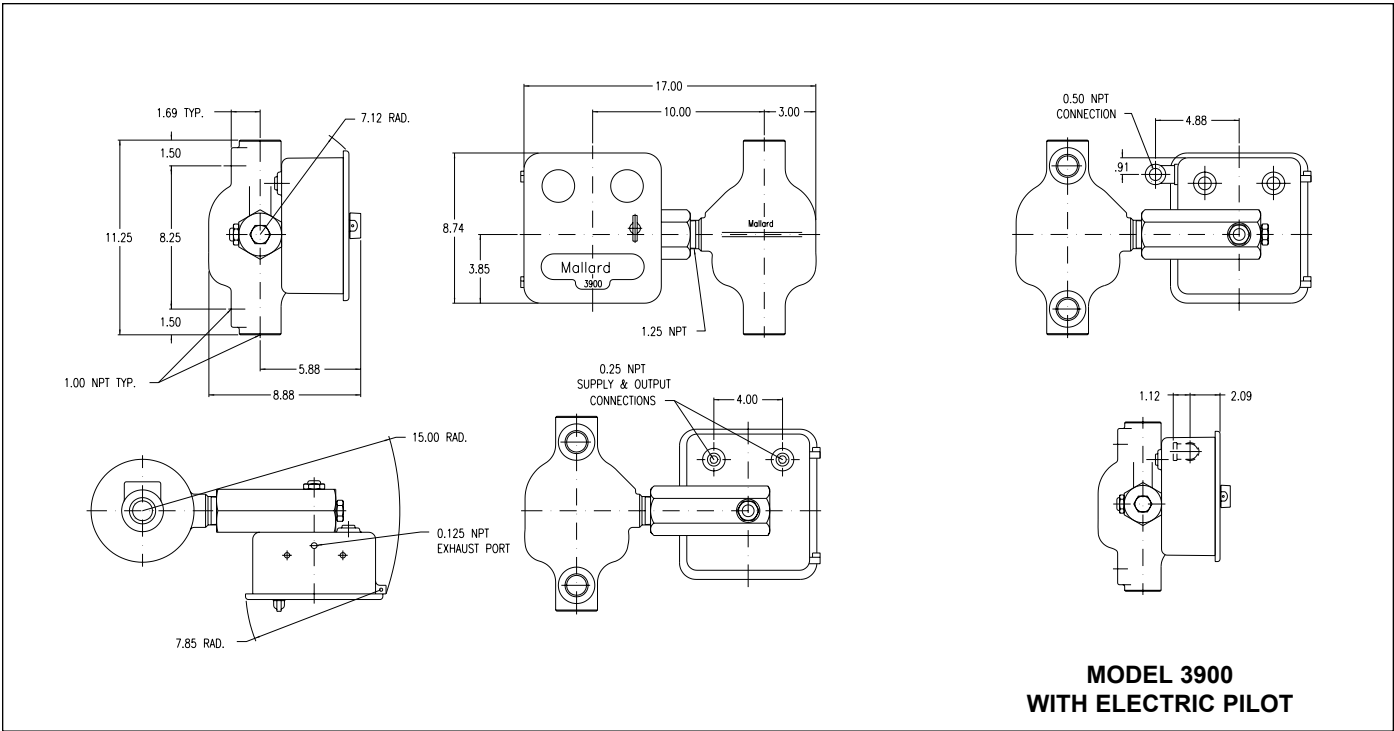 1.69 TYP.
7.12 RAD.
1.50
11.25
8.25
1.50
5.88
1.00 NPT TYP.
8.88
17.00
10.00
3.00
8.74
3.85
Mallard
Mallard
3900
1.25 NPT
0.50 NPT
CONNECTION
4.88
.91
15.00 RAD.
0.125 NPT
EXHAUST PORT
7.85 RAD.
0.25 NPT
SUPPLY & OUTPUT
CONNECTIONS
4.00
1.12
2.09
MODEL 3900
WITH ELECTRIC PILOT